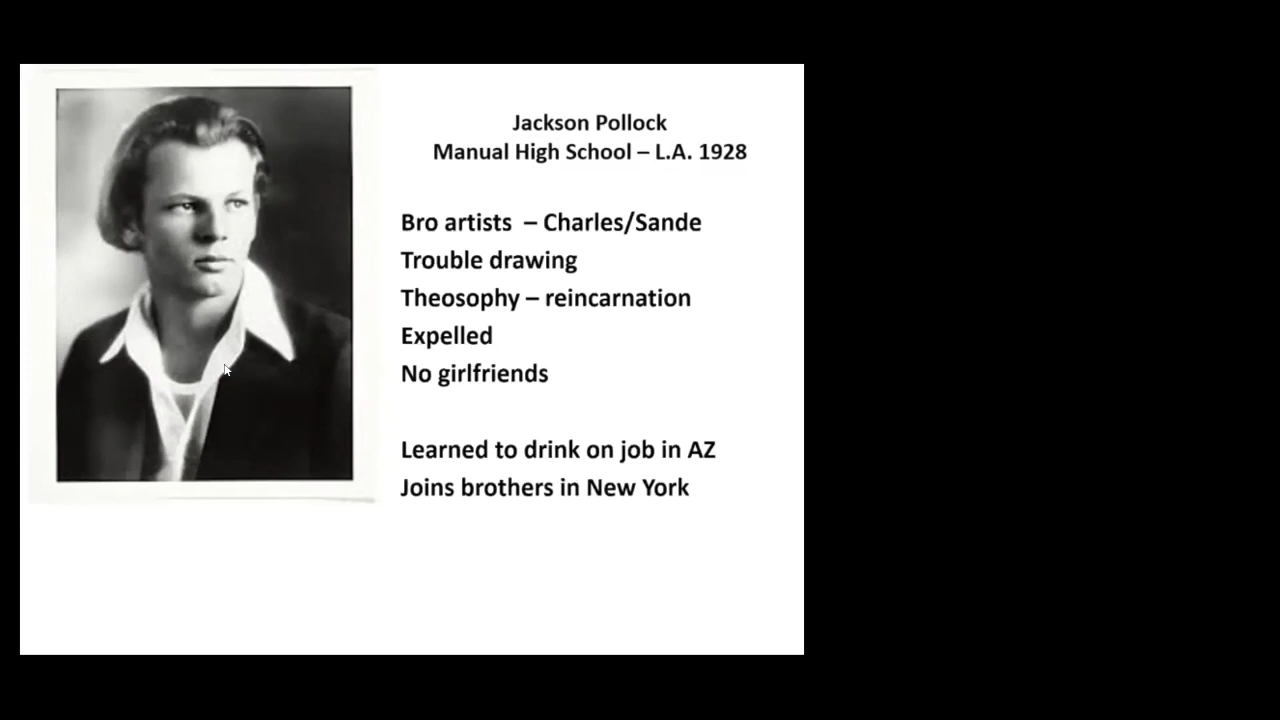 Jackson Pollock
Manual High School – L.A. 1928
Bro artists – Charles/Sande
Trouble drawing
Theosophy – reincarnation
Expelled
No girlfriends
Learned to drink on job in AZ
Joins brothers in New York